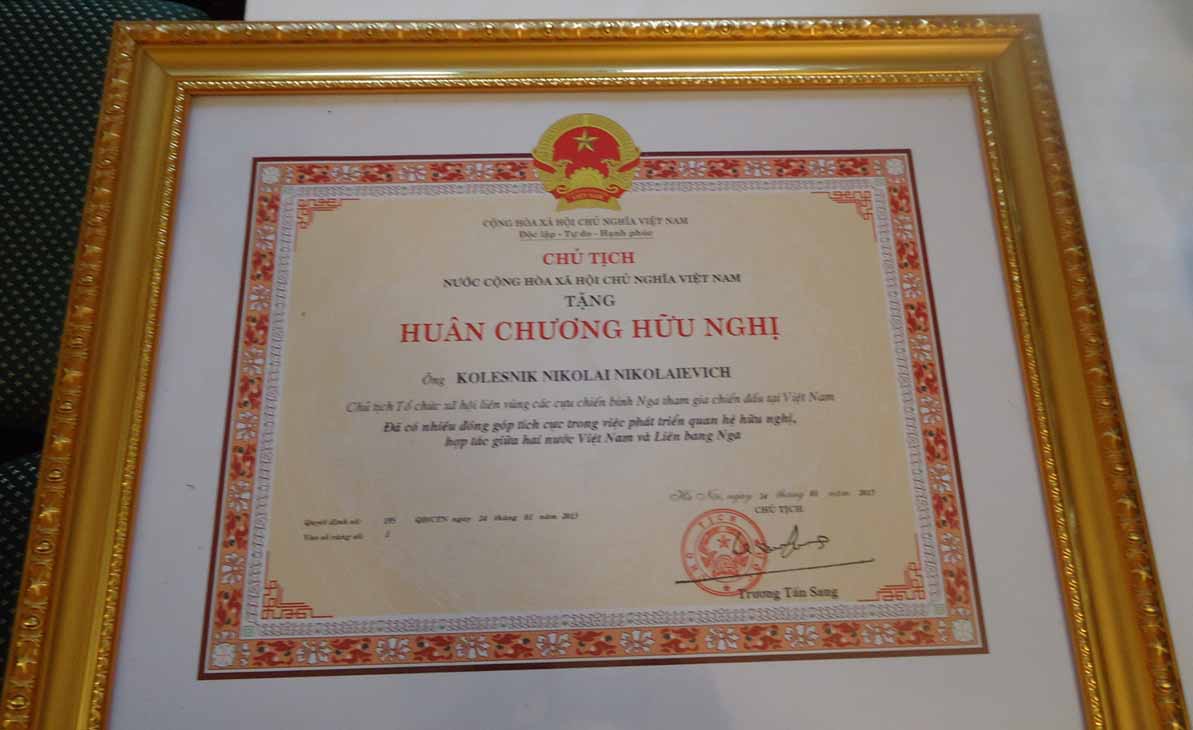 CỘNG HÒA XÃ HỘI CHỦ NGHĨA VIỆT NAM
Độc lập - Tự do - Hạnh phúc
CHỦ TỊCH
NƯỚC CỘNG HÒA XÃ HỘI CHỦ NGHĨA VIỆT NAM
TẶNG
HUÂN CHƯƠNG HỮU NGHỊ
Ông KOLESNIK NIKOLAI NIKOLAIEVICH
Chủ tịch Tổ chức xã hội liên vùng các cựu chiến binh Nga tham gia chiến đấu tại Việt Nam
Đã có nhiều đóng góp tích cực trong việc phát triển quan hệ hữu nghị,
hợp tác giữa hai nước Việt Nam và Liên bang Nga
Hà Nội, ngày 24 tháng 01 năm 2013
CHỦ TỊCH
Quyết định số: 195 QĐ/CTN ngày 24 tháng 01 năm 2013
Vào sổ vàng số: 1
Trương Tấn Sang